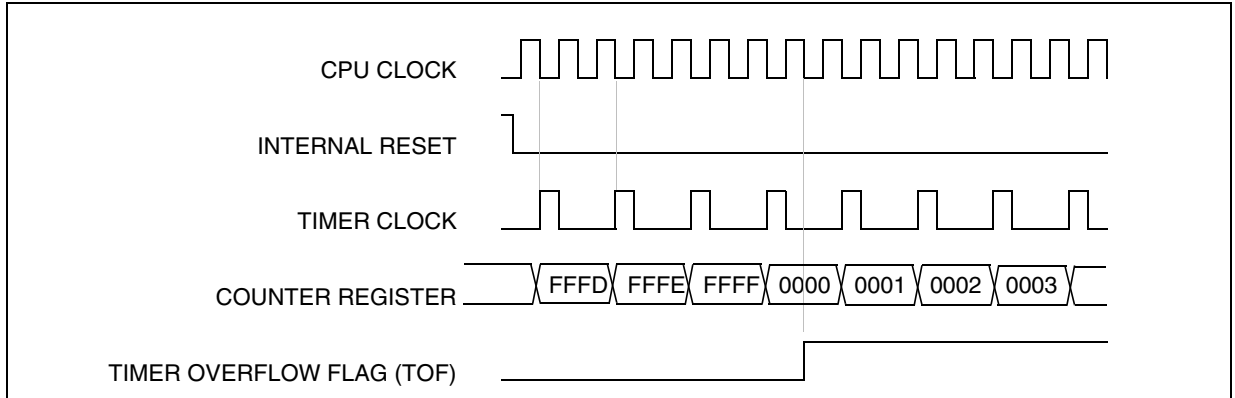 CPU CLOCK
INTERNAL RESET
TIMER CLOCK
COUNTER REGISTER FFFD FFFE FFFF 0000 0001 0002 0003
TIMER OVERFLOW FLAG (TOF)